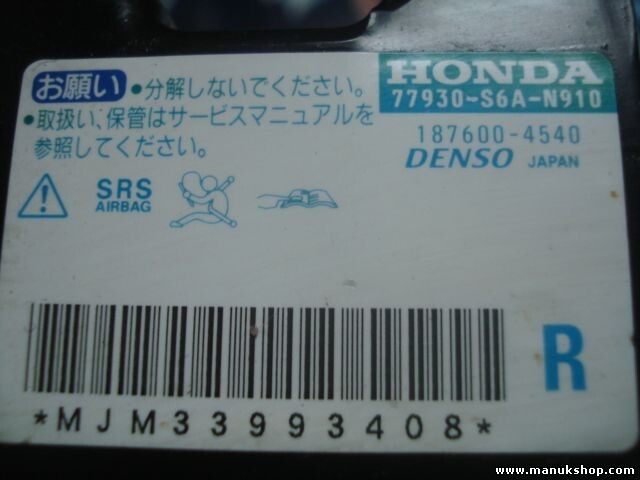 お願い
•分解しないでください。
•取扱い、保管はサービスマニュアルを
参照してください。
HONDA
77930-S6A-N910
187600-4540
DENSO JAPAN
SRS
AIRBAG
R
*MJM33993408*
www.manukshop.com